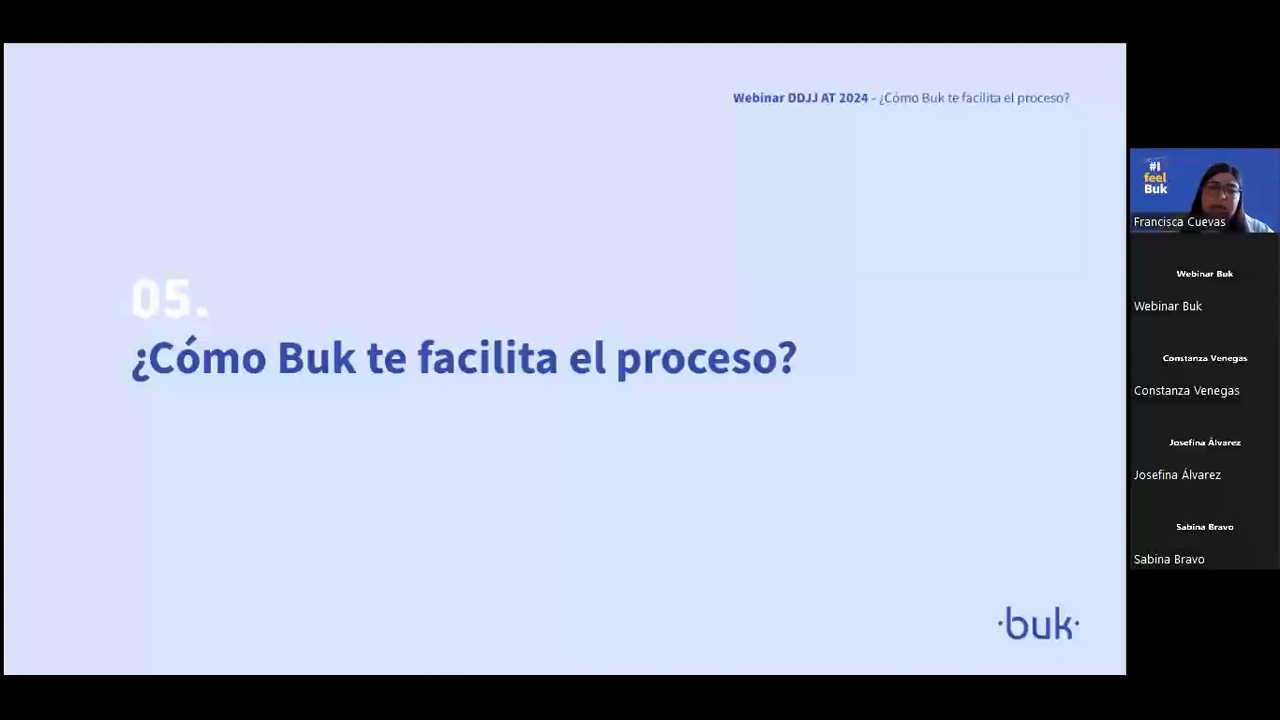 Webinar DDJJ AT 2024 - ¿Cómo Buk te facilita el proceso?
05.
¿Cómo Buk te facilita el proceso?
·buk·
#I
feel
Buk
Francisca Cuevas
Webinar Buk
Webinar Buk
Constanza Venegas
Constanza Venegas
Josefina Álvarez
Josefina Álvarez
Sabina Bravo
Sabina Bravo